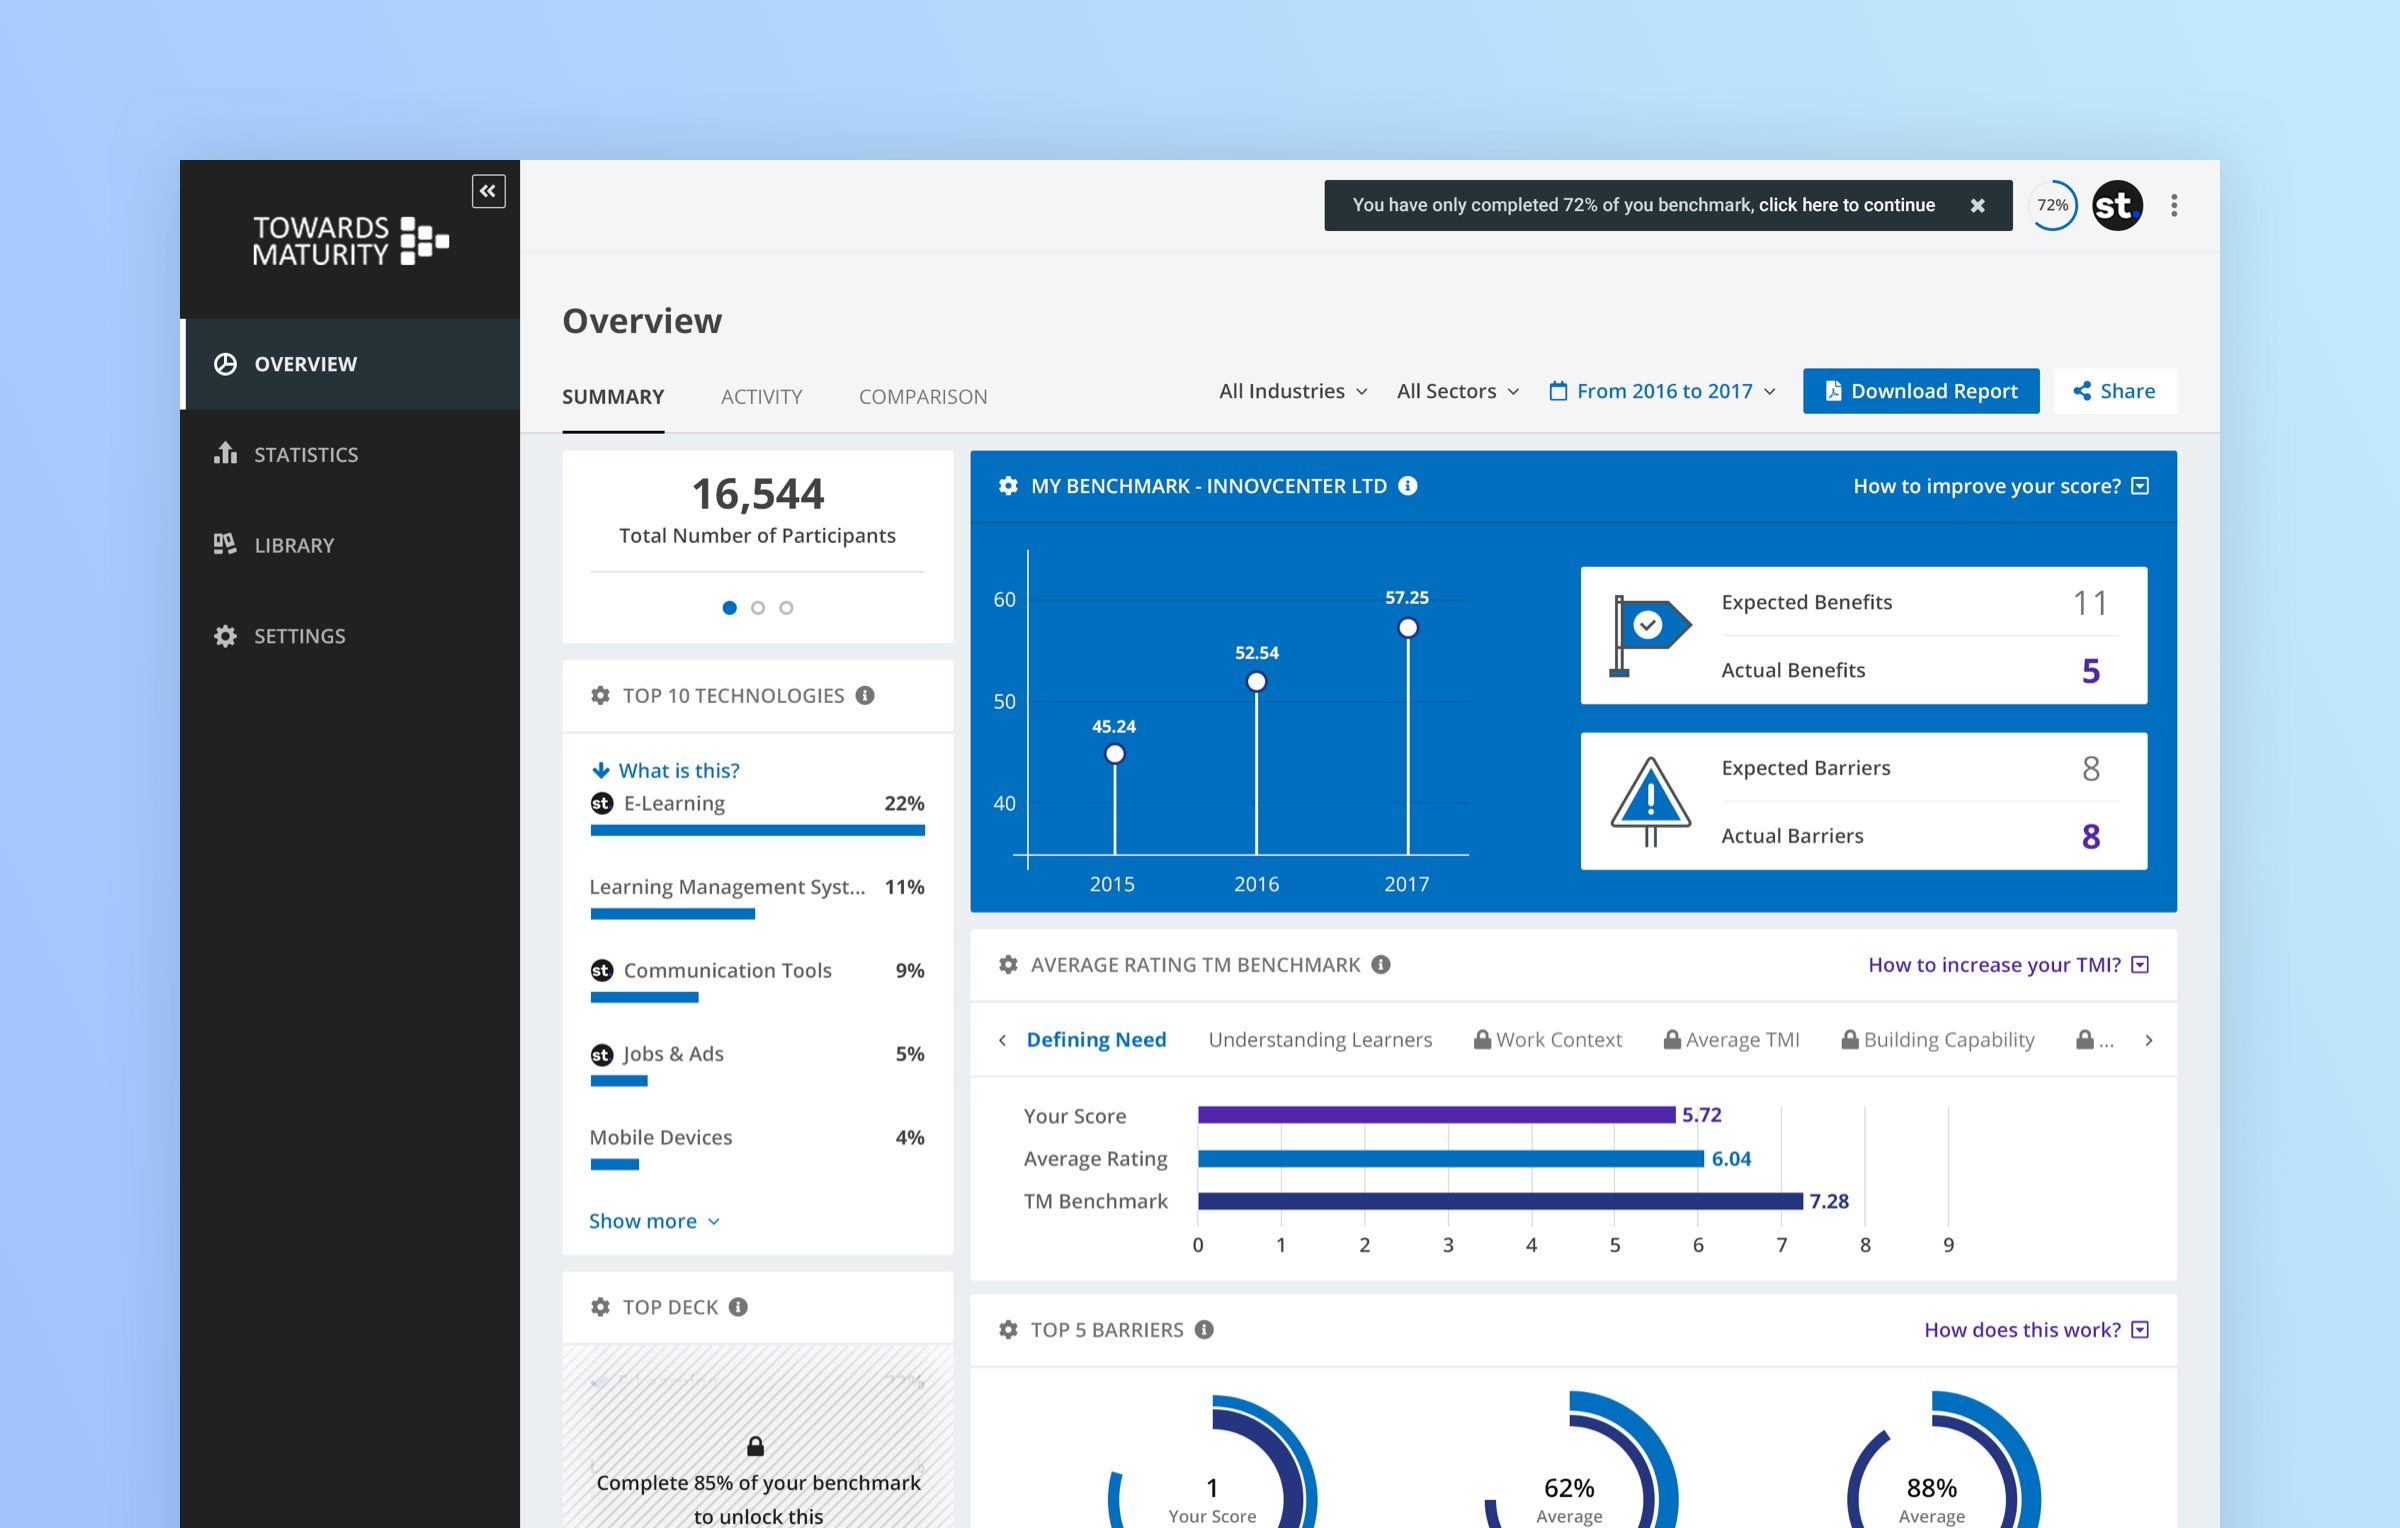 TOWARDS
MATURITY
OVERVIEW
STATISTICS
LIBRARY
SETTINGS
You have only completed 72% of you benchmark, click here to continue
72%
st.
Overview
SUMMARY
ACTIVITY
COMPARISON
All Industries
All Sectors
From 2016 to 2017
Download Report
Share
16,544
Total Number of Participants
TOP 10 TECHNOLOGIES
What is this?
st E-Learning 22%
Learning Management Syst... 11%
st Communication Tools 9%
st Jobs & Ads 5%
Mobile Devices 4%
Show more
TOP DECK
E-Learning 22%
Complete 85% of your benchmark
to unlock this
MY BENCHMARK - INNOVCENTER LTD
How to improve your score?
60
50
40
45.24
52.54
57.25
2015
2016
2017
Expected Benefits 11
Actual Benefits 5
Expected Barriers 8
Actual Barriers 8
AVERAGE RATING TM BENCHMARK
How to increase your TMI?
Defining Need
Understanding Learners
Work Context
Average TMI
Building Capability
...
Your Score 5.72
Average Rating 6.04
TM Benchmark 7.28
0 1 2 3 4 5 6 7 8 9
TOP 5 BARRIERS
How does this work?
1
Your Score
62%
Average
88%
Average